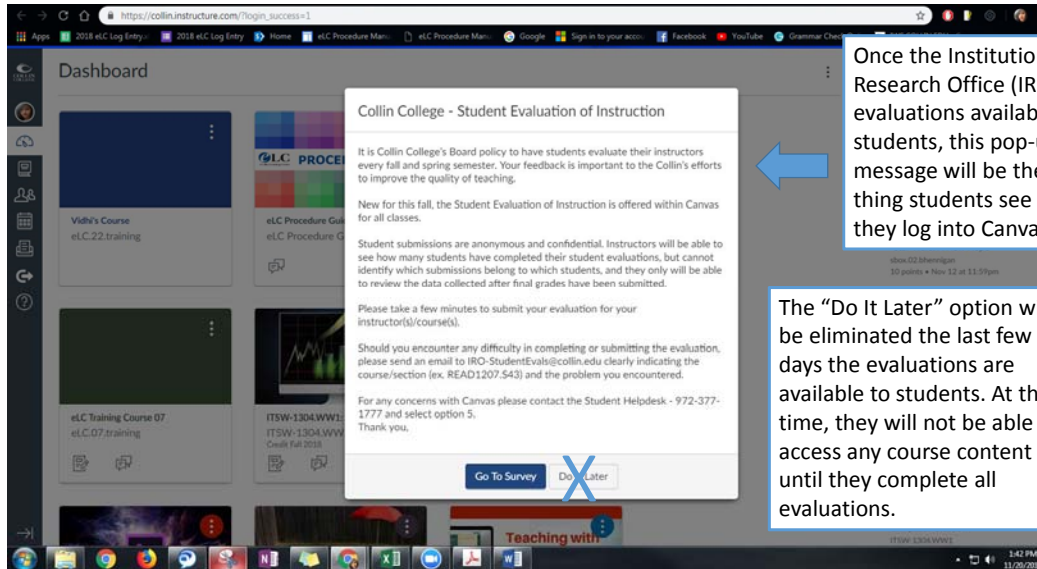 https://collin.instructure.com/?login_success=1
Apps 2018 eLC Log Entry 2018 eLC Log Entry Home eLC Procedure Manu eLC Procedure Manu Google Sign in to your acco Facebook YouTube Grammar Chec
COLLIN
COLLEGE
Dashboard
Vidhi's Course
eLC.22.training
eLC PROCE
eLC Procedure Gui
eLC Procedure G
eLC Training Course 07
eLC.07.training
ITSW-1304.WW1:
ITSW-1304.WW
Credit Fall 2018
Teaching with
Collin College - Student Evaluation of Instruction
It is Collin College's Board policy to have students evaluate their instructors
every fall and spring semester. Your feedback is important to the Collin's efforts
to improve the quality of teaching.
New for this fall, the Student Evaluation of Instruction is offered within Canvas
for all classes.
Student submissions are anonymous and confidential. Instructors will be able to
see how many students have completed their student evaluations, but cannot
identify which submissions belong to which students, and they only will be able
to review the data collected after final grades have been submitted.
Please take a few minutes to submit your evaluation for your
instructor(s)/course(s).
Should you encounter any difficulty in completing or submitting the evaluation,
please send an email to IRO-StudentEvals@collin.edu clearly indicating the
course/section (ex. READ1207.S43) and the problem you encountered.
For any concerns with Canvas please contact the Student Helpdesk - 972-377-
1777 and select option 5.
Thank you,
Go To Survey
Do Later
X
Once the Institutio
Research Office (IR
evaluations availab
students, this pop-
message will be the
thing students see
they log into Canva
sbox.02.bhennigan
10 points • Nov 12 at 11:59pm
The “Do It Later” option w
be eliminated the last few
days the evaluations are
available to students. At th
time, they will not be able
access any course content
until they complete all
evaluations.
ITSW-1304.WW1
1:42 PM
11/20/201